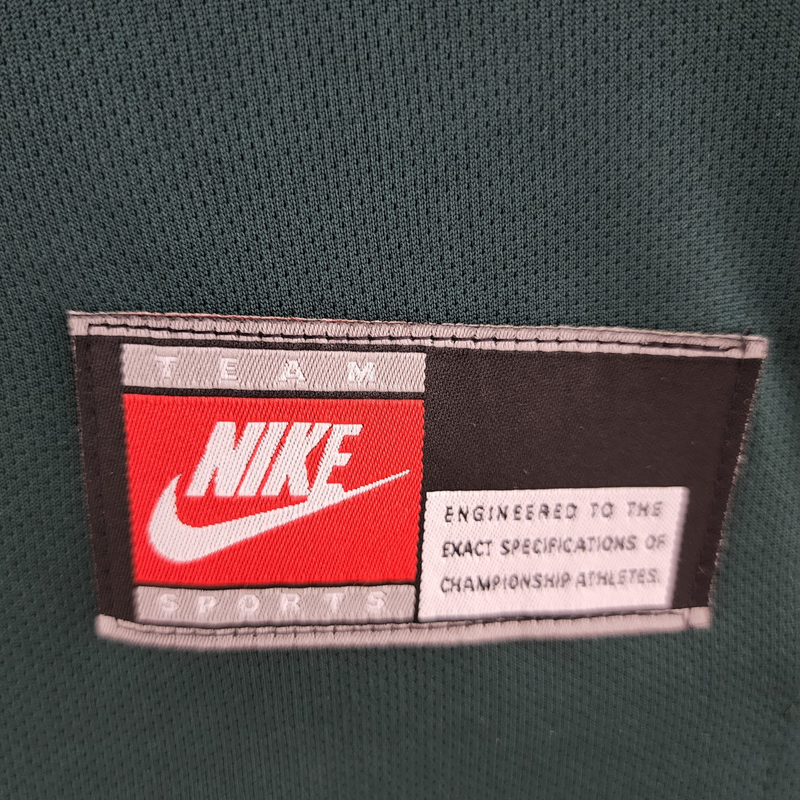 TEAM
NIKE
SPORTS
ENGINEERED TO THE
EXACT SPECIFICATIONS OF
CHAMPIONSHIP ATHLETES.